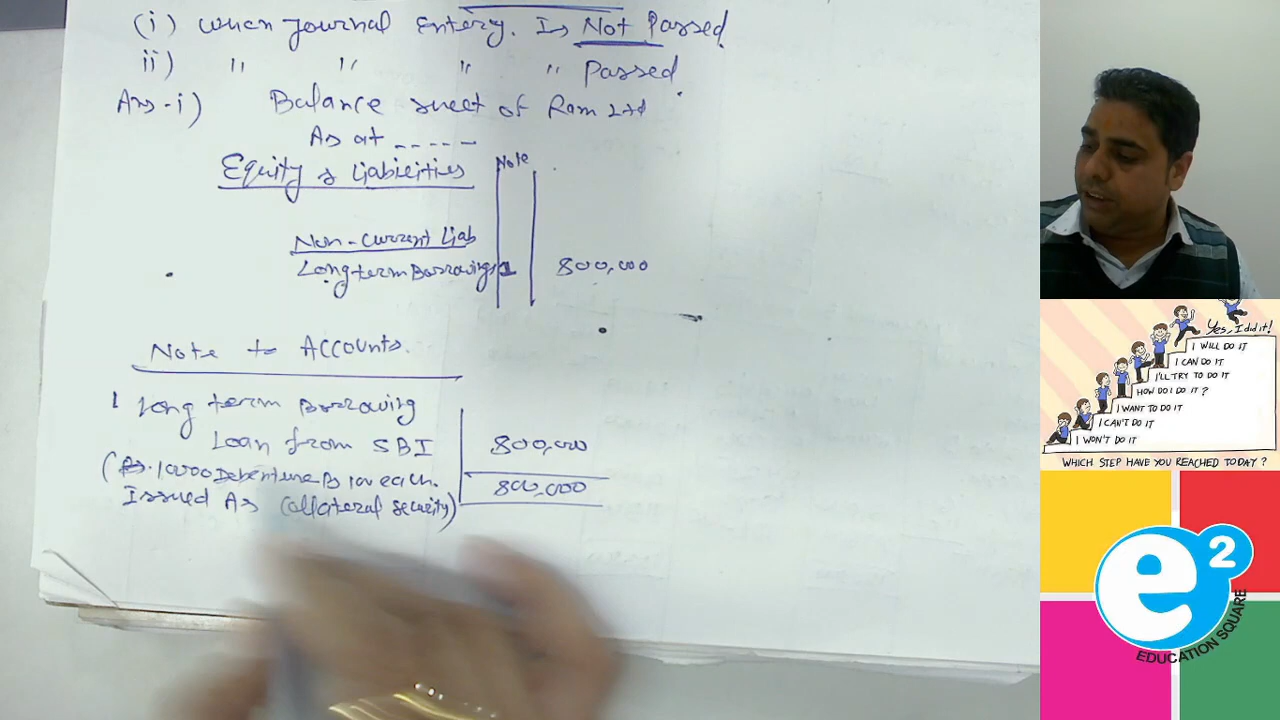 (i) When Journal Entery. Is Not Passed
ii) " " " " Passed.
Ans-i) Balance sheet of Ram Ltd
As at -----
Equity & Liabilities Note
Non-Current Liab
Long term Borrowings 1 800,000
Note to Accounts.
1 Long term Borrowing
Loan from SBI 800,000
10000 Debenture Rs 100 each. 800,000
Issued As Collateral security)
Yes, I did it!
I WILL DO IT
I CAN DO IT
I'LL TRY TO DO IT
HOW DO I DO IT?
I WANT TO DO IT
I CAN'T DO IT
I WON'T DO IT
WHICH STEP HAVE YOU REACHED TODAY?
e2
EDUCATION SQUARE